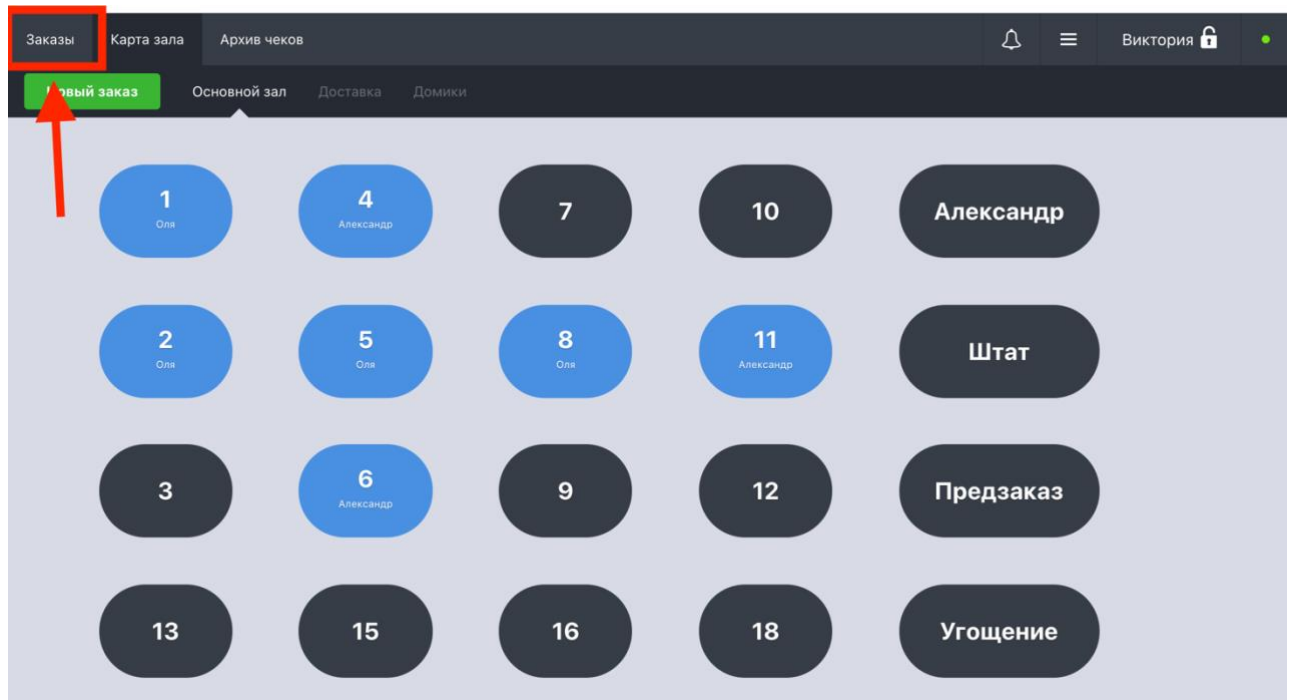 Заказы Карта зала Архив чеков Виктория
Новый заказ Основной зал Доставка Домики
1 4 7 10 Александр
Оля Александр
2 5 8 11 Штат
Оля Оля Оля Александр
3 6 9 12 Предзаказ
Александр
13 15 16 18 Угощение